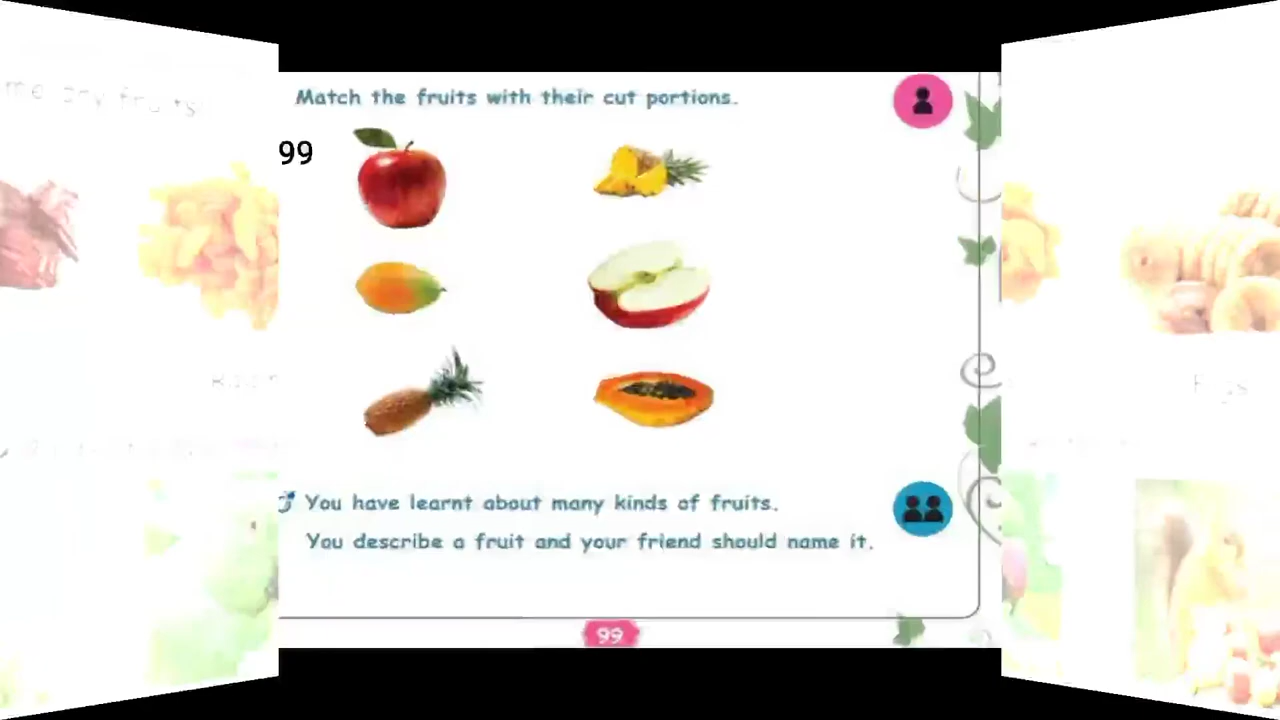 Match the fruits with their cut portions.
99
You have learnt about many kinds of fruits.
You describe a fruit and your friend should name it.
99
Figs